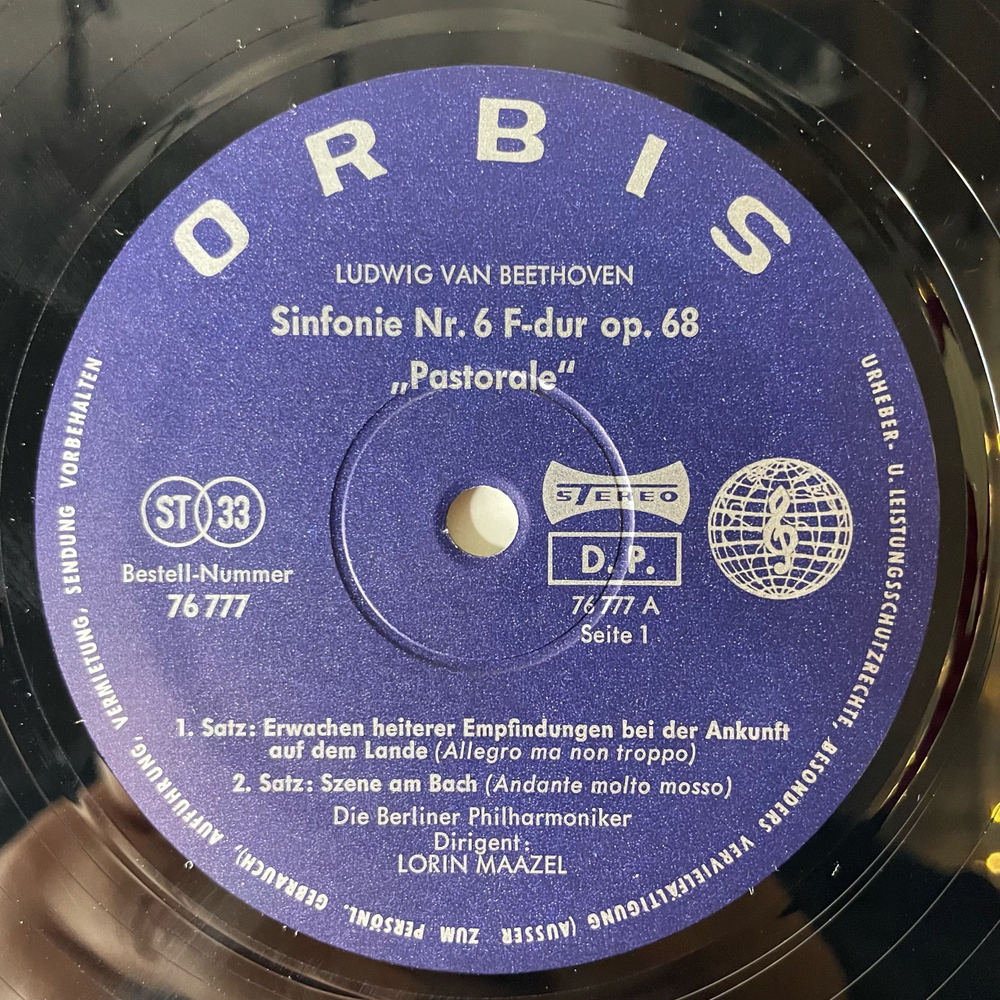 ORBIS
LUDWIG VAN BEETHOVEN
Sinfonie Nr. 6 F-dur op. 68
„Pastorale“
ST 33
Bestell-Nummer
76 777
STEREO
D. P.
76 777 A
Seite 1
1. Satz: Erwachen heiterer Empfindungen bei der Ankunft
auf dem Lande (Allegro ma non troppo)
2. Satz: Szene am Bach (Andante molto mosso)
Die Berliner Philharmoniker
Dirigent:
LORIN MAAZEL
URHEBER- U. LEISTUNGSSCHUTZRECHTE, BESONDERS VERVIELFÄLTIGUNG (AUSSER ZUM PERSÖNL. GEBRAUCH), AUFFÜHRUNG, VERMIETUNG, SENDUNG VORBEHALTEN